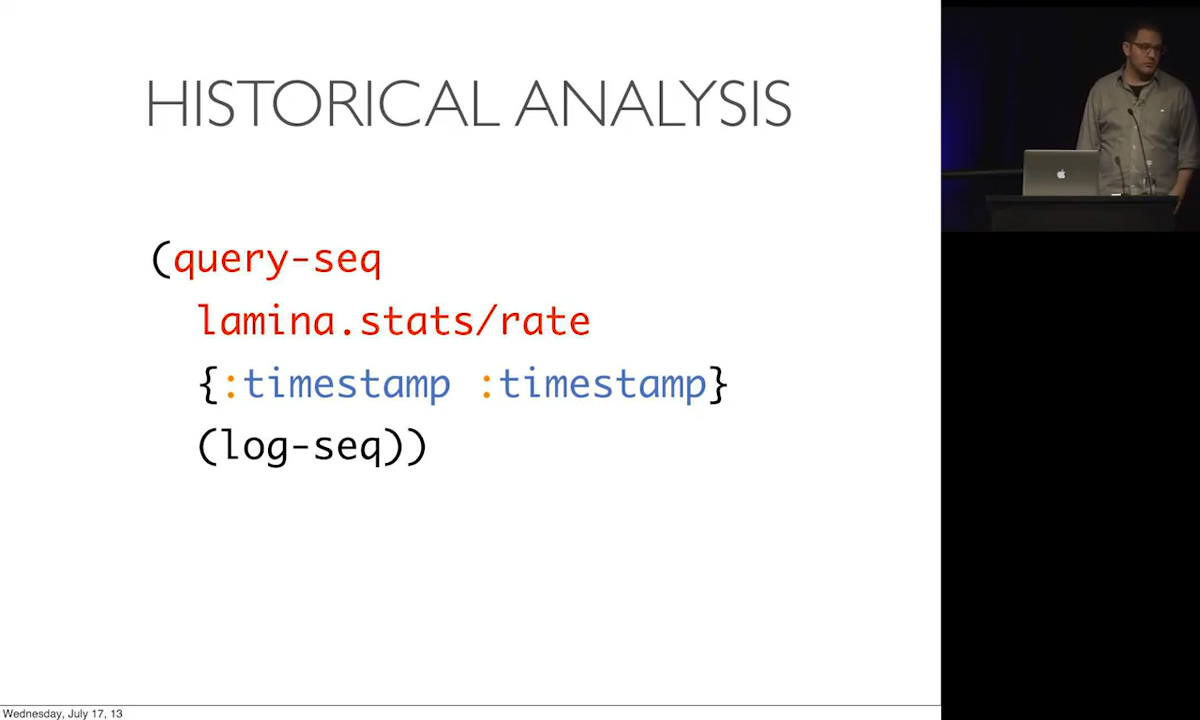 HISTORICAL ANALYSIS
(query-seq
lamina.stats/rate
{:timestamp :timestamp}
(log-seq))
Wednesday, July 17, 13